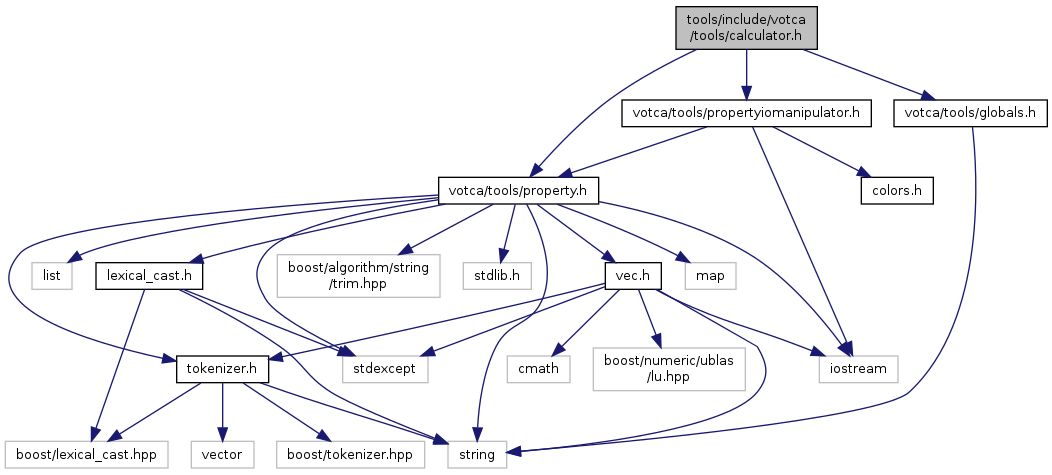 tools/include/votca
/tools/calculator.h
votca/tools/propertyiomanipulator.h
votca/tools/globals.h
votca/tools/property.h
colors.h
list
lexical_cast.h
boost/algorithm/string
/trim.hpp
stdlib.h
vec.h
map
tokenizer.h
stdexcept
cmath
boost/numeric/ublas
/lu.hpp
iostream
boost/lexical_cast.hpp
vector
boost/tokenizer.hpp
string